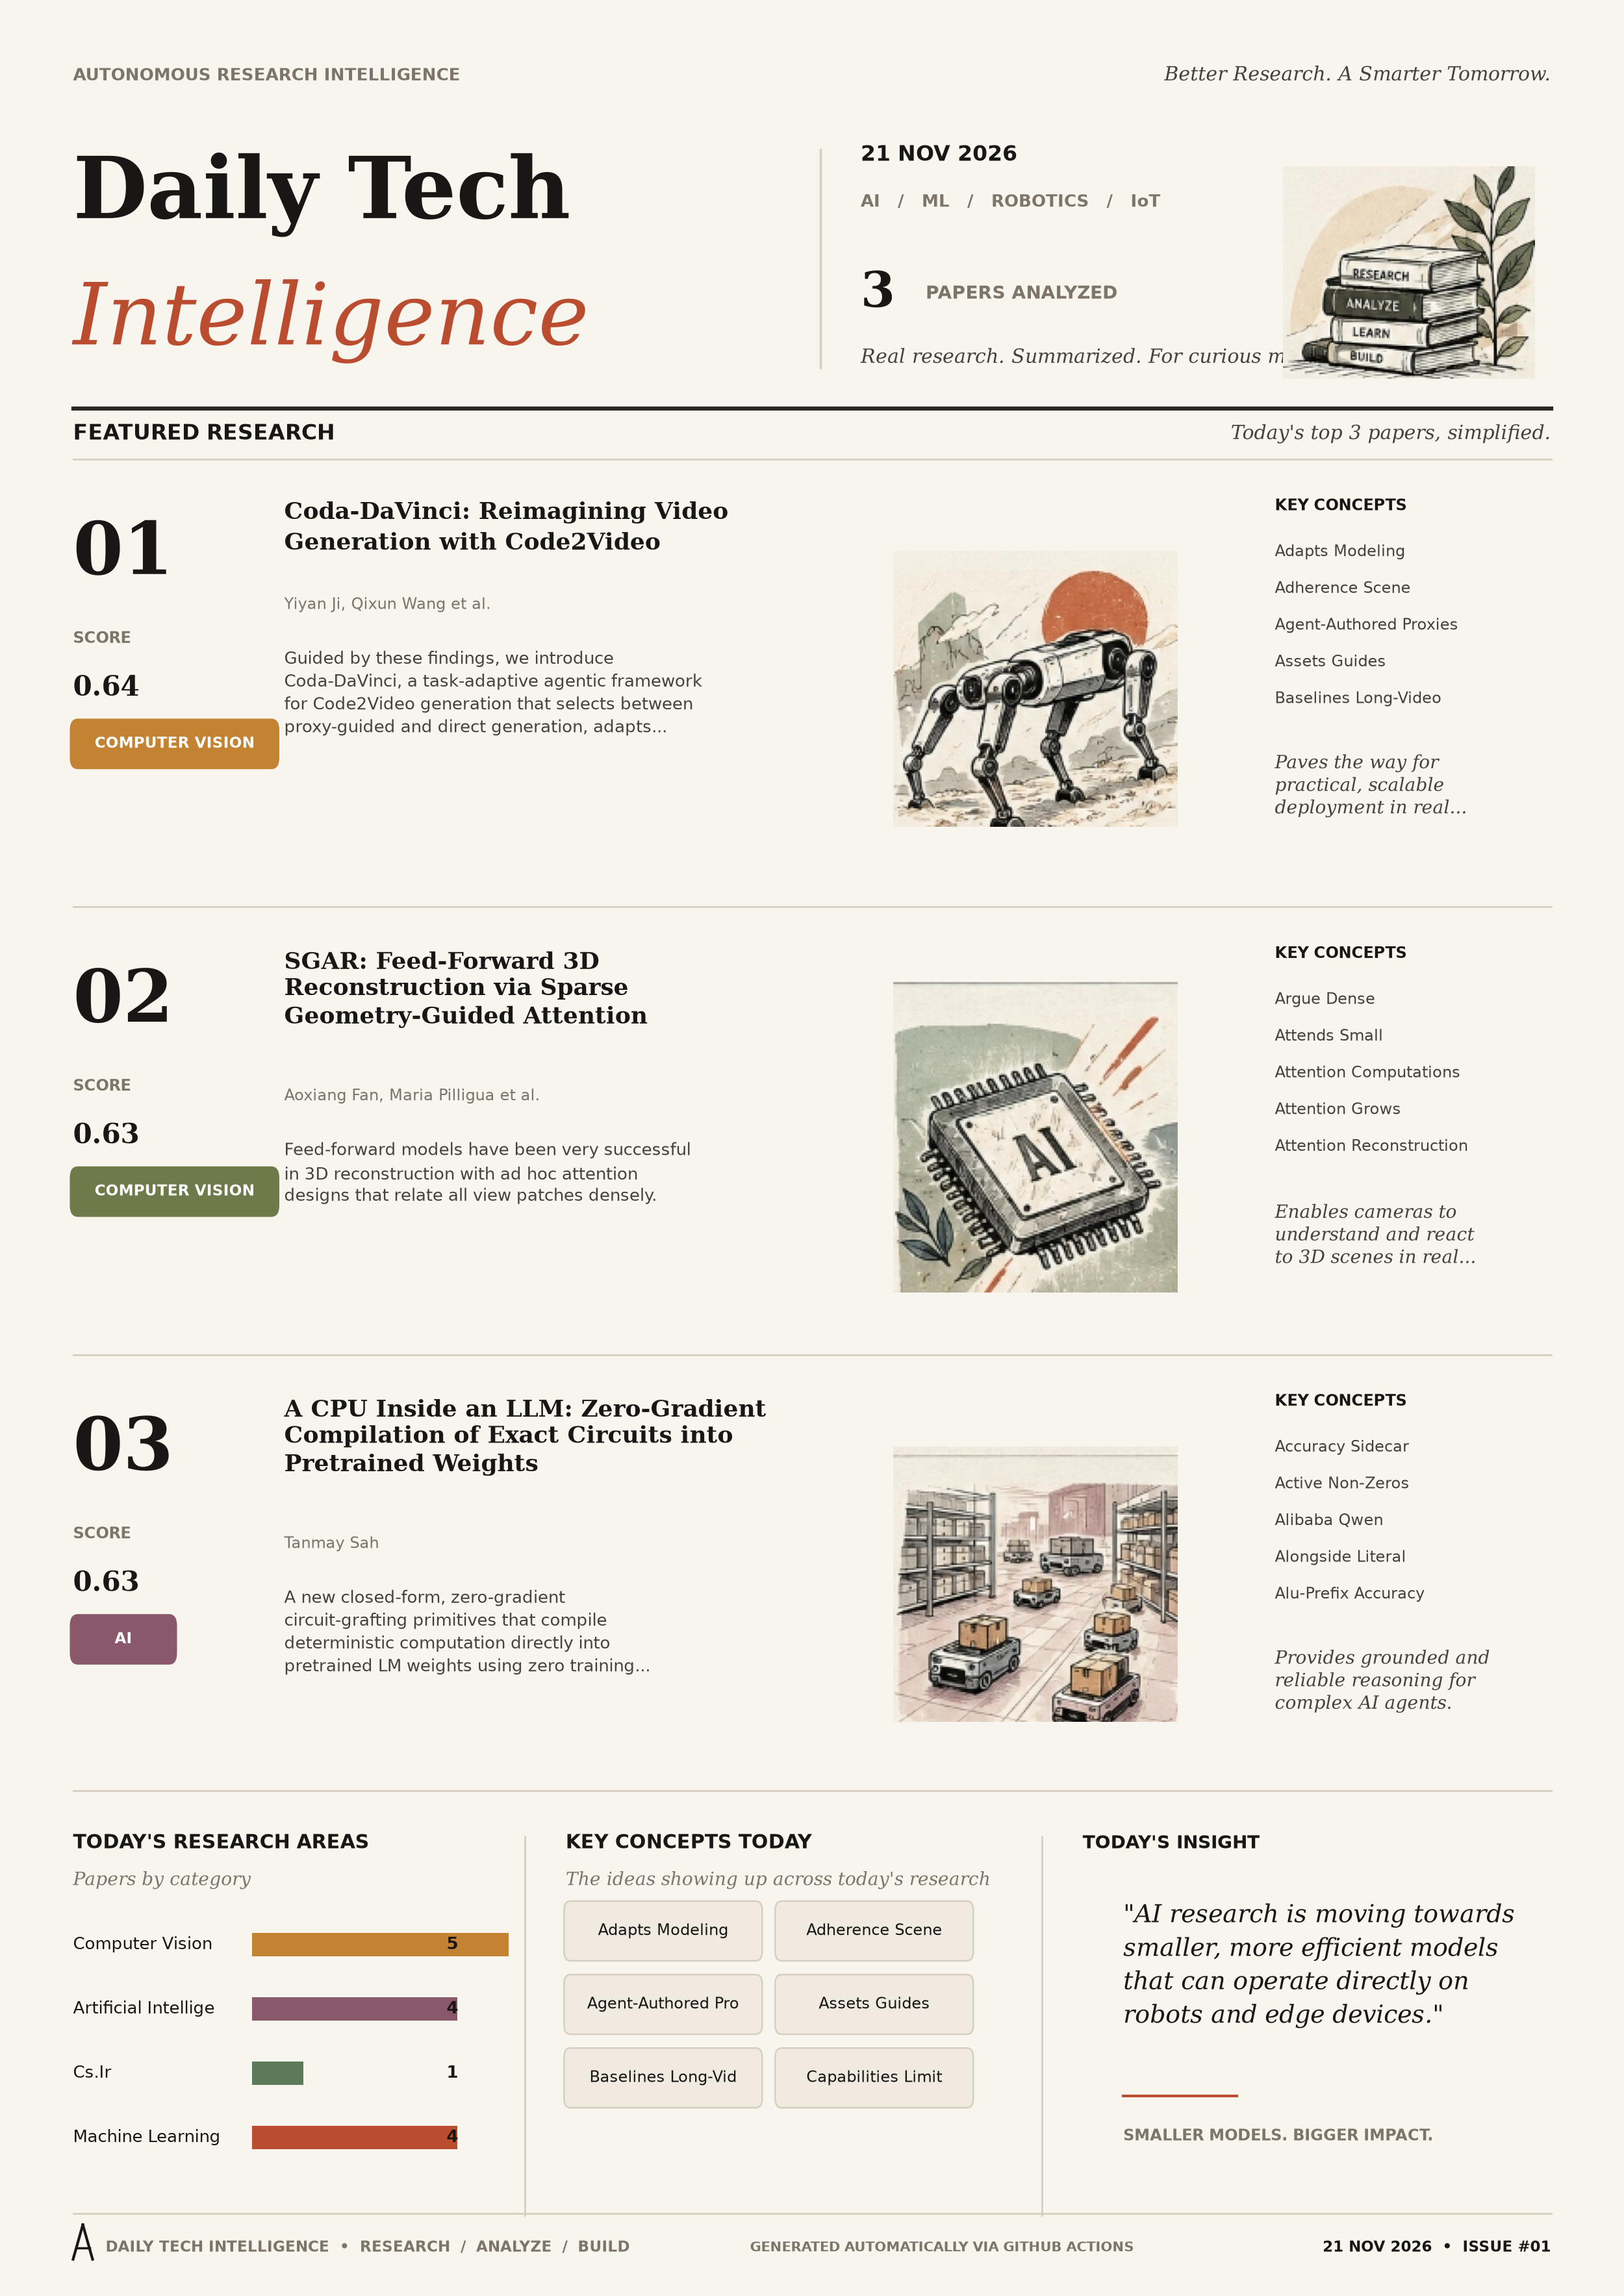 AUTONOMOUS RESEARCH INTELLIGENCE
Better Research. A Smarter Tomorrow.
Daily Tech
Intelligence
21 NOV 2026
AI / ML / ROBOTICS / IoT
3 PAPERS ANALYZED
Real research. Summarized. For curious m
RESEARCH
ANALYZE
LEARN
BUILD
FEATURED RESEARCH
Today's top 3 papers, simplified.
01
SCORE
0.64
COMPUTER VISION
Coda-DaVinci: Reimagining Video
Generation with Code2Video
Yiyan Ji, Qixun Wang et al.
Guided by these findings, we introduce
Coda-DaVinci, a task-adaptive agentic framework
for Code2Video generation that selects between
proxy-guided and direct generation, adapts...
KEY CONCEPTS
Adapts Modeling
Adherence Scene
Agent-Authored Proxies
Assets Guides
Baselines Long-Video
Paves the way for
practical, scalable
deployment in real...
02
SCORE
0.63
COMPUTER VISION
SGAR: Feed-Forward 3D
Reconstruction via Sparse
Geometry-Guided Attention
Aoxiang Fan, Maria Pilligua et al.
Feed-forward models have been very successful
in 3D reconstruction with ad hoc attention
designs that relate all view patches densely.
AI
KEY CONCEPTS
Argue Dense
Attends Small
Attention Computations
Attention Grows
Attention Reconstruction
Enables cameras to
understand and react
to 3D scenes in real...
03
SCORE
0.63
AI
A CPU Inside an LLM: Zero-Gradient
Compilation of Exact Circuits into
Pretrained Weights
Tanmay Sah
A new closed-form, zero-gradient
circuit-grafting primitives that compile
deterministic computation directly into
pretrained LM weights using zero training...
KEY CONCEPTS
Accuracy Sidecar
Active Non-Zeros
Alibaba Qwen
Alongside Literal
Alu-Prefix Accuracy
Provides grounded and
reliable reasoning for
complex AI agents.
TODAY'S RESEARCH AREAS
Papers by category
Computer Vision 5
Artificial Intellige 4
Cs.Ir 1
Machine Learning 4
KEY CONCEPTS TODAY
The ideas showing up across today's research
Adapts Modeling
Adherence Scene
Agent-Authored Pro
Assets Guides
Baselines Long-Vid
Capabilities Limit
TODAY'S INSIGHT
"AI research is moving towards
smaller, more efficient models
that can operate directly on
robots and edge devices."
SMALLER MODELS. BIGGER IMPACT.
A DAILY TECH INTELLIGENCE • RESEARCH / ANALYZE / BUILD
GENERATED AUTOMATICALLY VIA GITHUB ACTIONS
21 NOV 2026 • ISSUE #01